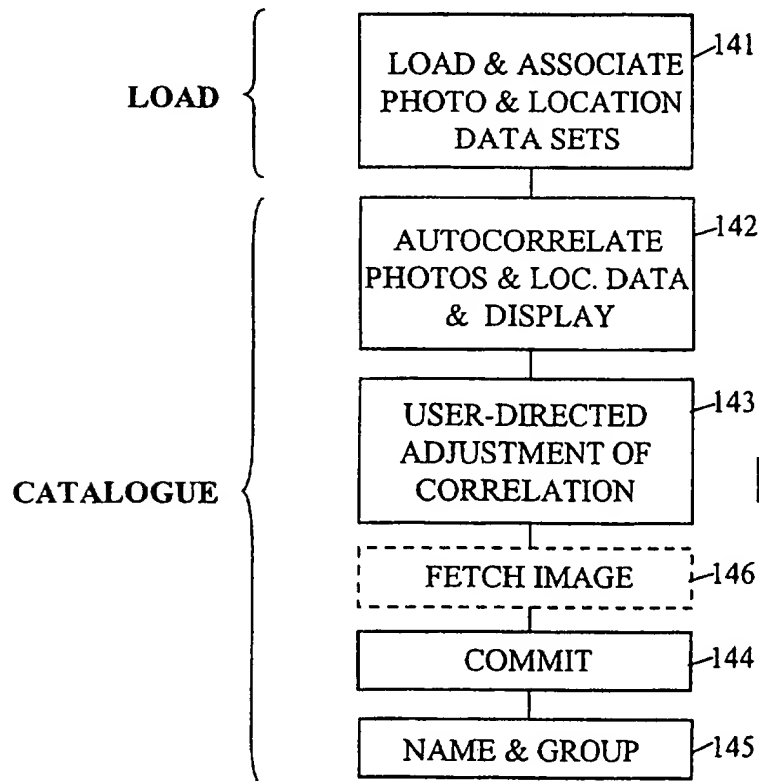 141
LOAD & ASSOCIATE
PHOTO & LOCATION
DATA SETS
LOAD
142
AUTOCORRELATE
PHOTOS & LOC. DATA
& DISPLAY
143
USER-DIRECTED
ADJUSTMENT OF
CORRELATION
CATALOGUE
FETCH IMAGE
146
COMMIT
144
NAME & GROUP
145